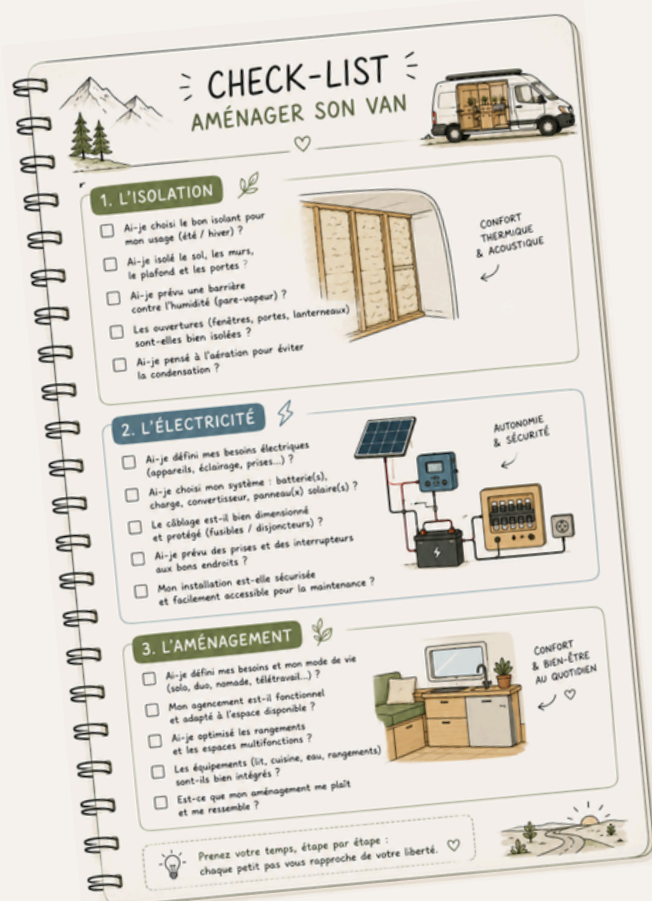 CHECK-LIST
AMÉNAGER SON VAN
1. L'ISOLATION
Ai-je choisi le bon isolant pour
mon usage (été / hiver) ?
Ai-je isolé le sol, les murs,
le plafond et les portes ?
Ai-je prévu une barrière
contre l'humidité (pare-vapeur) ?
Les ouvertures (fenêtres, portes, lanterneaux)
sont-elles bien isolées ?
Ai-je pensé à l'aération pour éviter
la condensation ?
CONFORT
THERMIQUE
& ACOUSTIQUE
2. L'ÉLECTRICITÉ
Ai-je défini mes besoins électriques
(appareils, éclairage, prises...) ?
Ai-je choisi mon système : batterie(s),
charge, convertisseur, panneau(x) solaire(s) ?
Le câblage est-il bien dimensionné
et protégé (fusibles / disjoncteurs) ?
Ai-je prévu des prises et des interrupteurs
aux bons endroits ?
Mon installation est-elle sécurisée
et facilement accessible pour la maintenance ?
AUTONOMIE
& SÉCURITÉ
3. L'AMÉNAGEMENT
Ai-je défini mes besoins et mon mode de vie
(solo, duo, nomade, télétravail...) ?
Mon agencement est-il fonctionnel
et adapté à l'espace disponible ?
Ai-je optimisé les rangements
et les espaces multifonctions ?
Les équipements (lit, cuisine, eau, rangements)
sont-ils bien intégrés ?
Est-ce que mon aménagement me plaît
et me ressemble ?
CONFORT
& BIEN-ÊTRE
AU QUOTIDIEN
Prenez votre temps, étape par étape :
chaque petit pas vous rapproche de votre liberté.